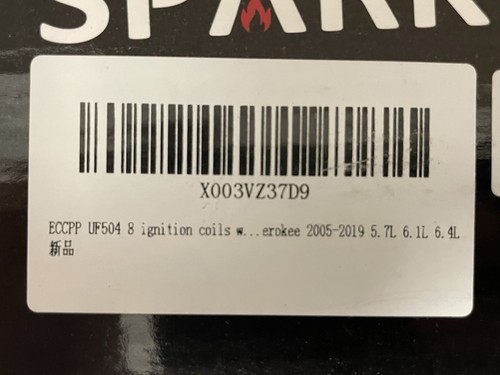 SPARK
X003VZ37D9
ECCPP UF504 8 ignition coils w...erokee 2005-2019 5.7L 6.1L 6.4L
新品